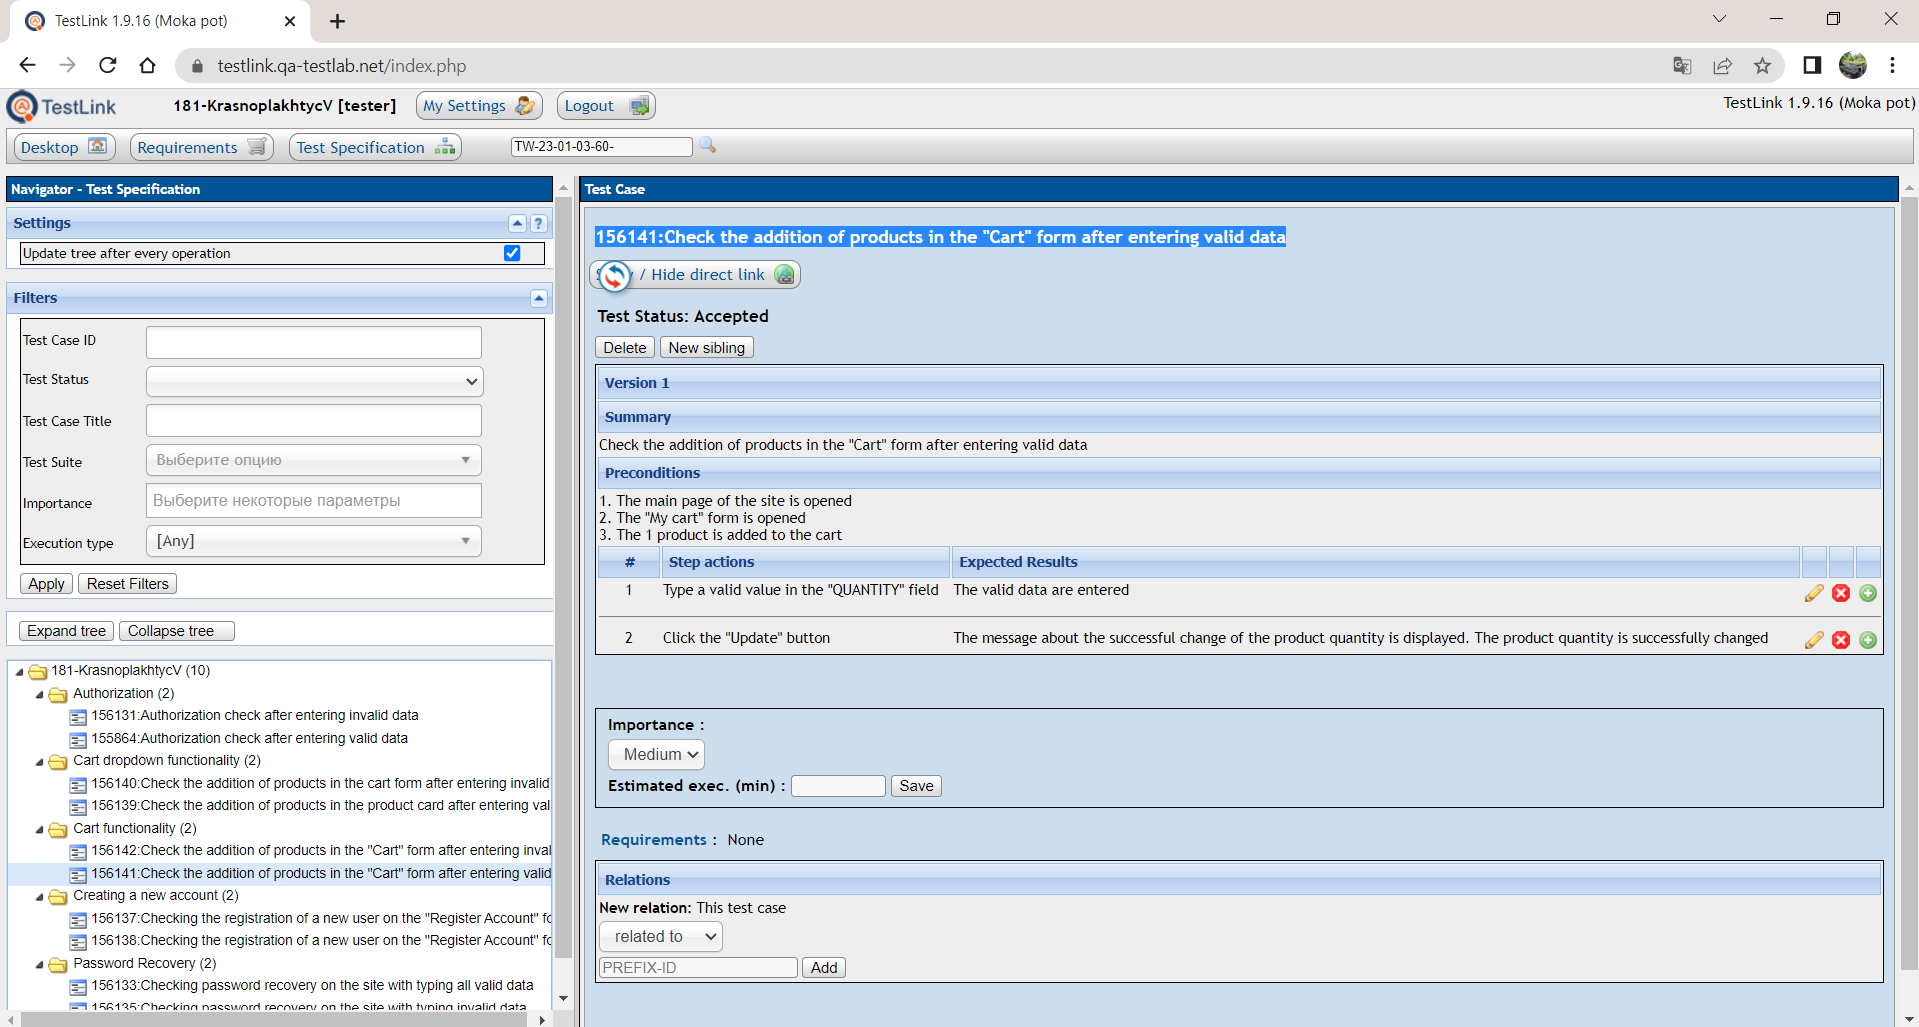 TestLink 1.9.16 (Moka pot)
testlink.qa-testlab.net/index.php
TestLink
181-KrasnoplakhtycV [tester]
My Settings
Logout
TestLink 1.9.16 (Moka pot)
Desktop
Requirements
Test Specification
TW-23-01-03-60-
Navigator - Test Specification
Settings
?
Update tree after every operation
Filters
Test Case ID
Test Status
Test Case Title
Test Suite
Выберите опцию
Importance
Выберите некоторые параметры
Execution type
[Any]
Apply
Reset Filters
Expand tree
Collapse tree
181-KrasnoplakhtycV (10)
Authorization (2)
156131:Authorization check after entering invalid data
155864:Authorization check after entering valid data
Cart dropdown functionality (2)
156140:Check the addition of products in the cart form after entering invalid
156139:Check the addition of products in the product card after entering val
Cart functionality (2)
156142:Check the addition of products in the "Cart" form after entering inval
156141:Check the addition of products in the "Cart" form after entering valid
Creating a new account (2)
156137:Checking the registration of a new user on the "Register Account" fo
156138:Checking the registration of a new user on the "Register Account" fo
Password Recovery (2)
156133:Checking password recovery on the site with typing all valid data
156135:Checking password recovery on the site with typing invalid data
Test Case
156141:Check the addition of products in the "Cart" form after entering valid data
/ Hide direct link
Test Status: Accepted
Delete
New sibling
Version 1
Summary
Check the addition of products in the "Cart" form after entering valid data
Preconditions
1. The main page of the site is opened
2. The "My cart" form is opened
3. The 1 product is added to the cart
# Step actions Expected Results
1 Type a valid value in the "QUANTITY" field The valid data are entered
2 Click the "Update" button The message about the successful change of the product quantity is displayed. The product quantity is successfully changed
Importance :
Medium
Estimated exec. (min) :
Save
Requirements : None
Relations
New relation: This test case
related to
PREFIX-ID
Add